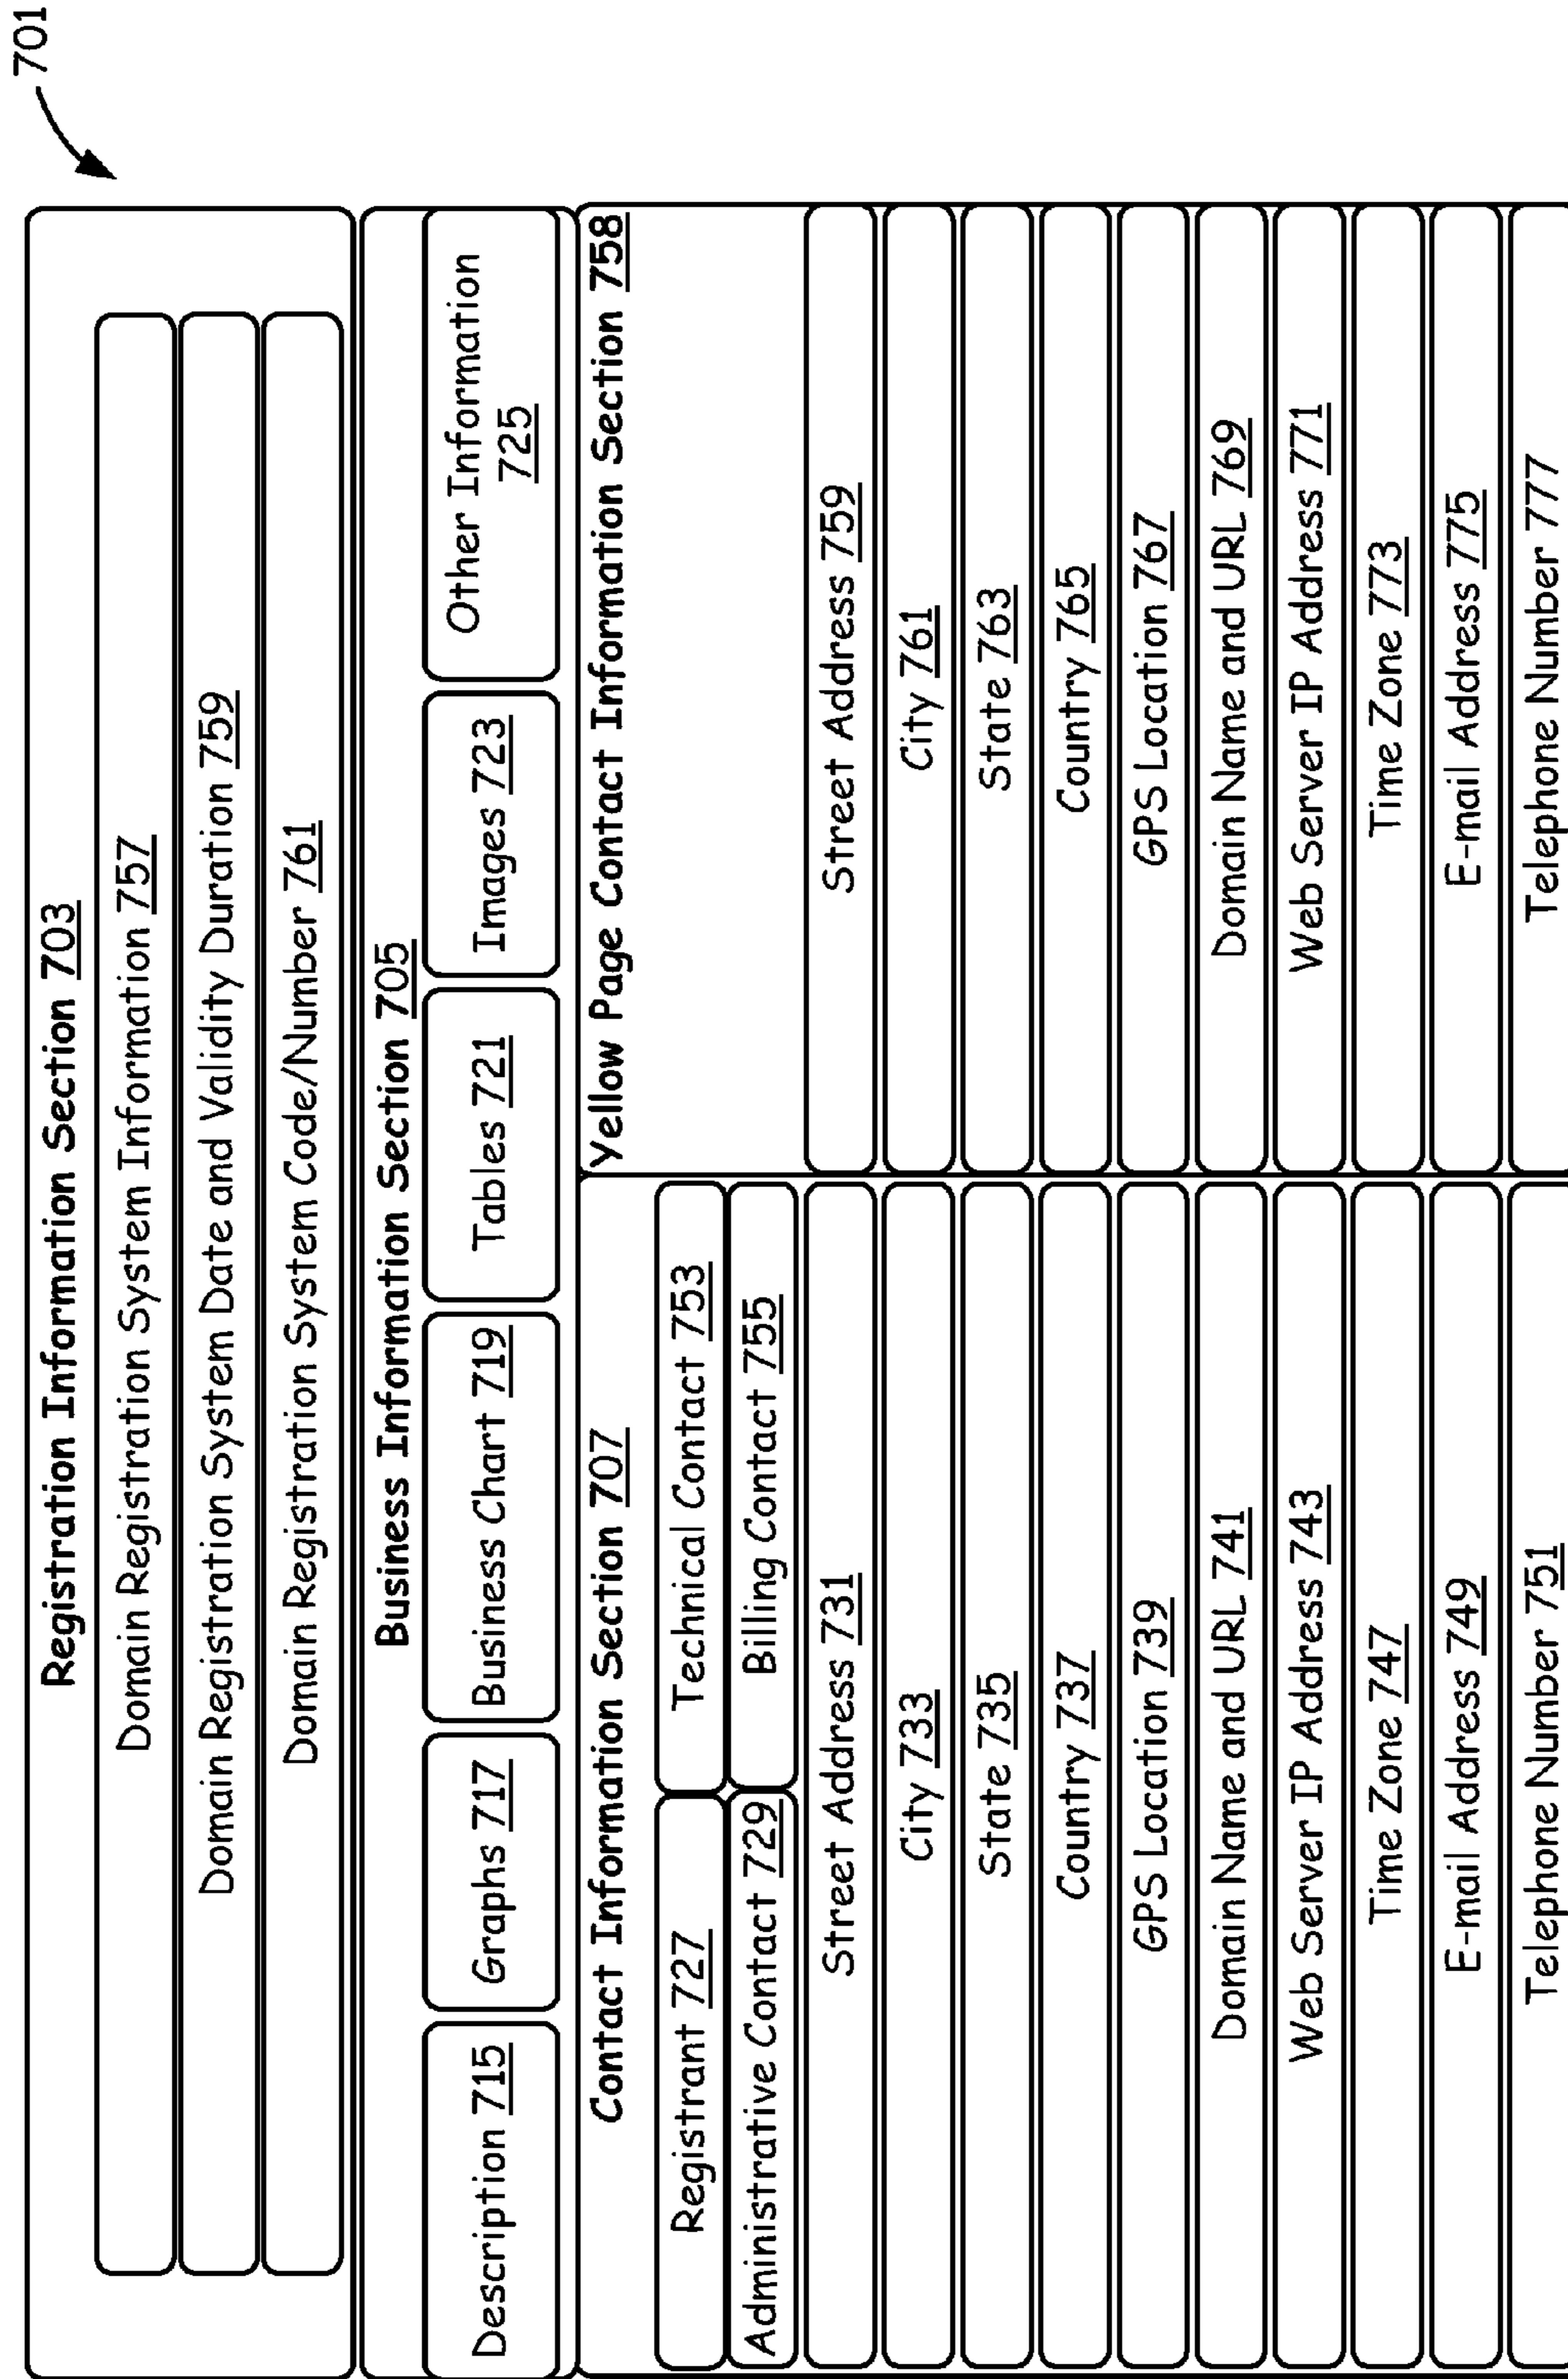 701
Registration Information Section 703
Domain Registration System Information 757
Domain Registration System Date and Validity Duration 759
Domain Registration System Code/Number 761
Business Information Section 705
Description 715
Graphs 717
Business Chart 719
Tables 721
Images 723
Other Information
725
Contact Information Section 707
Registrant 727
Technical Contact 753
Administrative Contact 729
Billing Contact 755
Street Address 731
City 733
State 735
Country 737
GPS Location 739
Domain Name and URL 741
Web Server IP Address 743
Time Zone 747
E-mail Address 749
Telephone Number 751
Yellow Page Contact Information Section 758
Street Address 759
City 761
State 763
Country 765
GPS Location 767
Domain Name and URL 769
Web Server IP Address 771
Time Zone 773
E-mail Address 775
Telephone Number 777